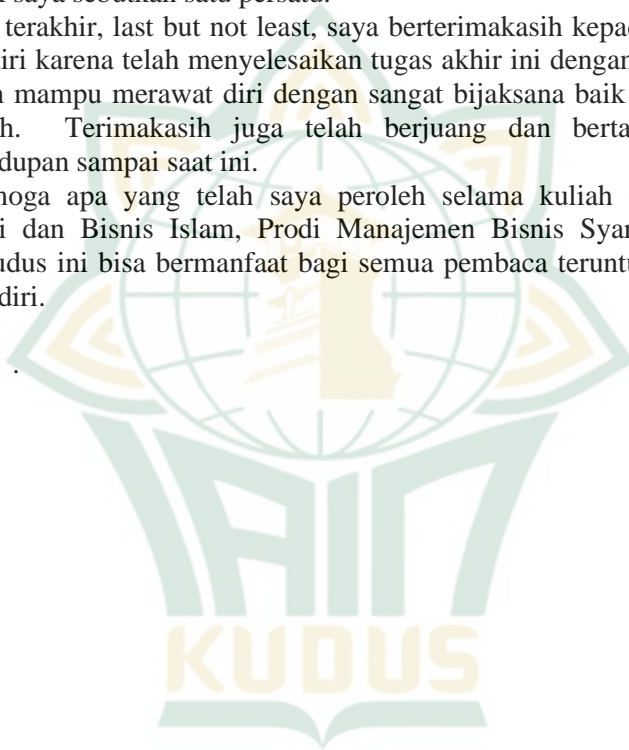 saya sebutkan satu persatu.
terakhir, last but not least, saya berterimakasih kepa
diri karena telah menyelesaikan tugas akhir ini dengan
mampu merawat diri dengan sangat bijaksana baik
h. Terimakasih juga telah berjuang dan berta
dupan sampai saat ini.
noga apa yang telah saya peroleh selama kuliah
i dan Bisnis Islam, Prodi Manajemen Bisnis Syar
udus ini bisa bermanfaat bagi semua pembaca teruntu
diri.
.
IAIN
KUDUS